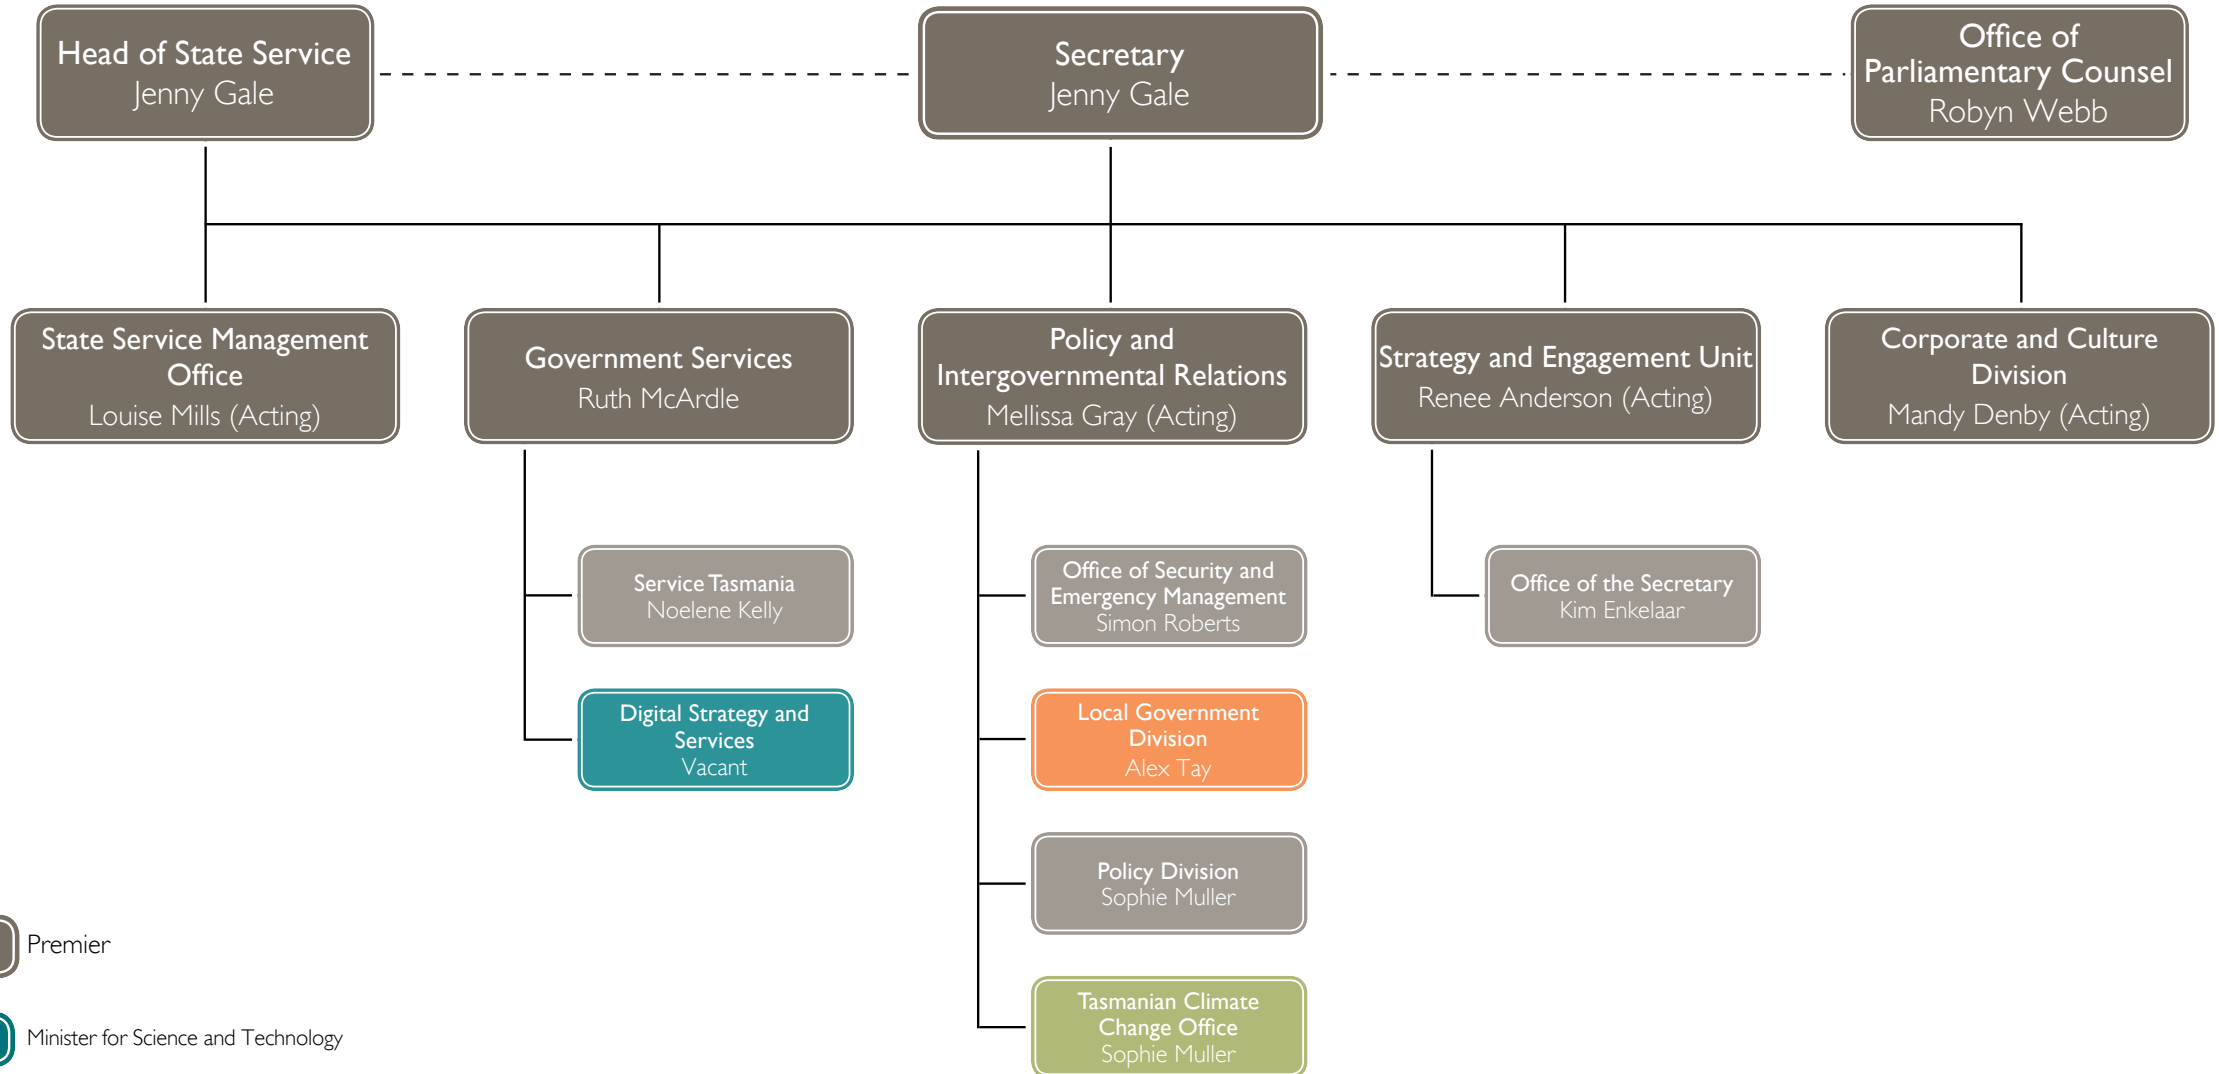 Head of State Service
Jenny Gale
Secretary
Jenny Gale
Office of
Parliamentary Counsel
Robyn Webb
State Service Management
Office
Louise Mills (Acting)
Government Services
Ruth McArdle
Policy and
Intergovernmental Relations
Mellissa Gray (Acting)
Strategy and Engagement Unit
Renee Anderson (Acting)
Corporate and Culture
Division
Mandy Denby (Acting)
Service Tasmania
Noelene Kelly
Digital Strategy and
Services
Vacant
Office of Security and
Emergency Management
Simon Roberts
Local Government
Division
Alex Tay
Policy Division
Sophie Muller
Tasmanian Climate
Change Office
Sophie Muller
Office of the Secretary
Kim Enkelaar
Premier
Minister for Science and Technology